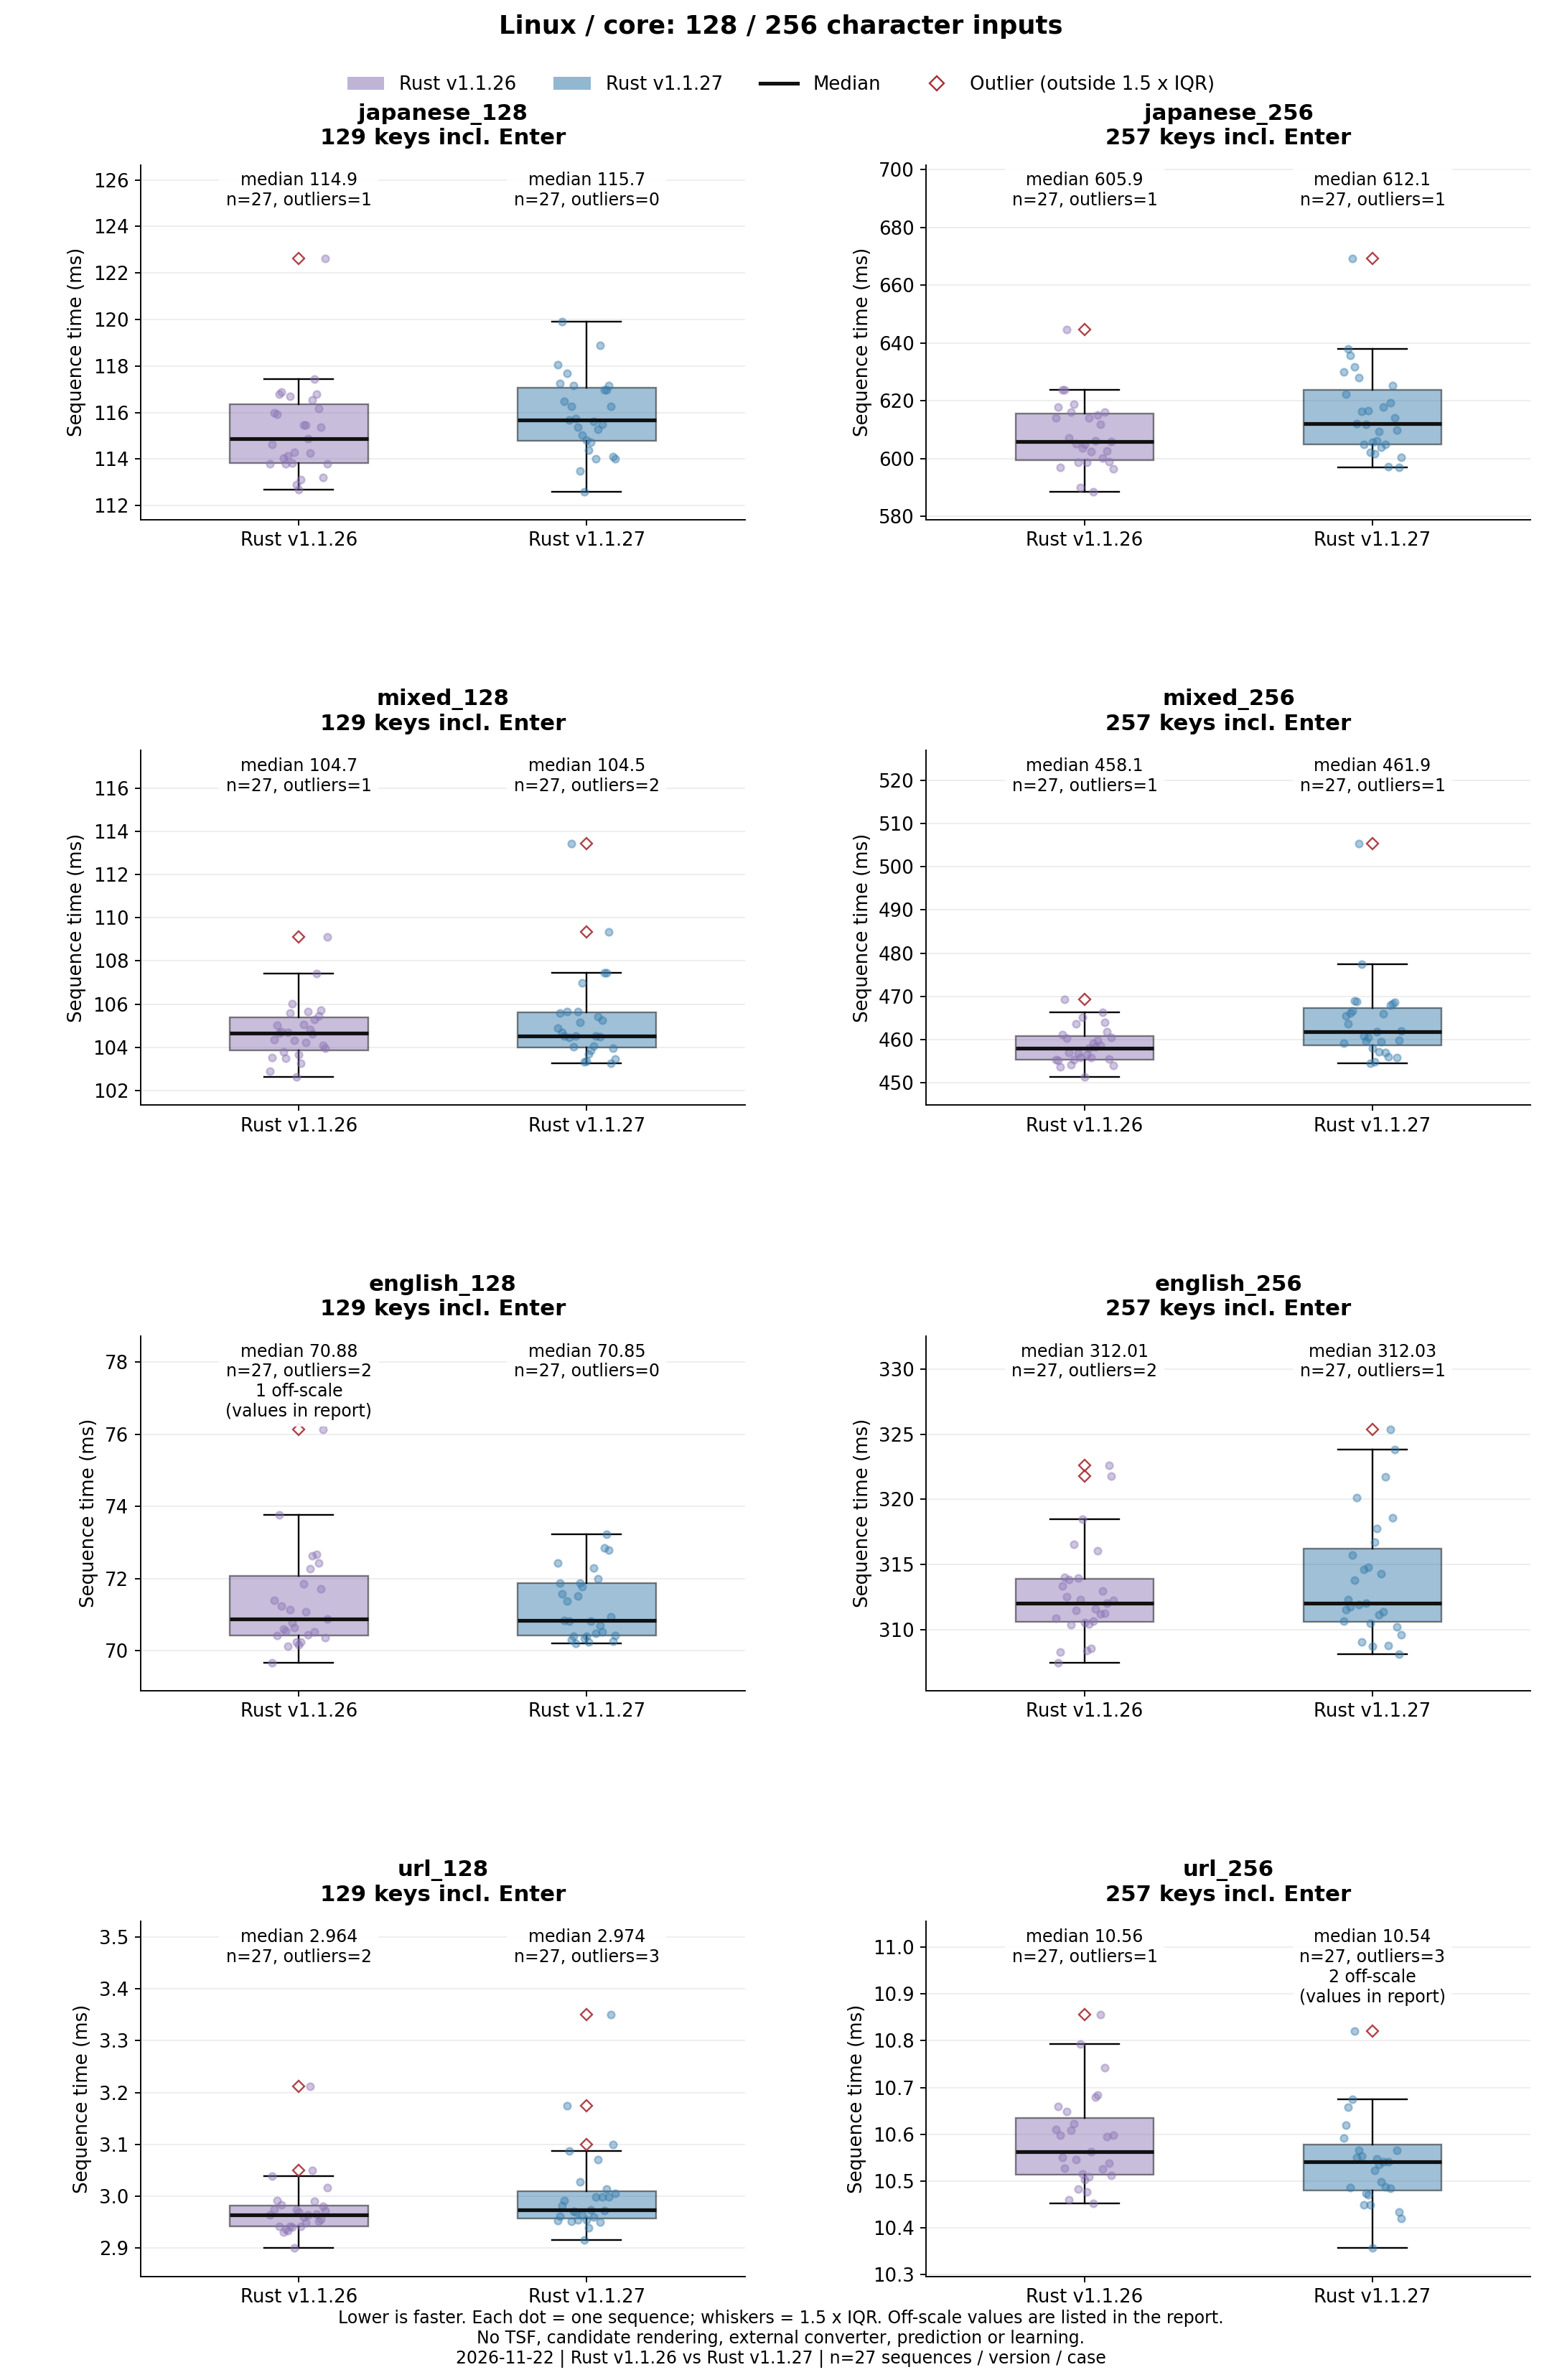 Linux / core: 128 / 256 character inputs
Rust v1.1.26
Rust v1.1.27
Median
Outlier (outside 1.5 x IQR)
japanese_128
129 keys incl. Enter
Sequence time (ms)
126
124
122
120
118
116
114
112
median 114.9
n=27, outliers=1
median 115.7
n=27, outliers=0
Rust v1.1.26
Rust v1.1.27
japanese_256
257 keys incl. Enter
Sequence time (ms)
700
680
660
640
620
600
580
median 605.9
n=27, outliers=1
median 612.1
n=27, outliers=1
Rust v1.1.26
Rust v1.1.27
mixed_128
129 keys incl. Enter
Sequence time (ms)
116
114
112
110
108
106
104
102
median 104.7
n=27, outliers=1
median 104.5
n=27, outliers=2
Rust v1.1.26
Rust v1.1.27
mixed_256
257 keys incl. Enter
Sequence time (ms)
520
510
500
490
480
470
460
450
median 458.1
n=27, outliers=1
median 461.9
n=27, outliers=1
Rust v1.1.26
Rust v1.1.27
english_128
129 keys incl. Enter
Sequence time (ms)
78
76
74
72
70
median 70.88
n=27, outliers=2
1 off-scale
(values in report)
median 70.85
n=27, outliers=0
Rust v1.1.26
Rust v1.1.27
english_256
257 keys incl. Enter
Sequence time (ms)
330
325
320
315
310
median 312.01
n=27, outliers=2
median 312.03
n=27, outliers=1
Rust v1.1.26
Rust v1.1.27
url_128
129 keys incl. Enter
Sequence time (ms)
3.5
3.4
3.3
3.2
3.1
3.0
2.9
median 2.964
n=27, outliers=2
median 2.974
n=27, outliers=3
Rust v1.1.26
Rust v1.1.27
url_256
257 keys incl. Enter
Sequence time (ms)
11.0
10.9
10.8
10.7
10.6
10.5
10.4
10.3
median 10.56
n=27, outliers=1
median 10.54
n=27, outliers=3
2 off-scale
(values in report)
Rust v1.1.26
Rust v1.1.27
Lower is faster. Each dot = one sequence; whiskers = 1.5 x IQR. Off-scale values are listed in the report.
No TSF, candidate rendering, external converter, prediction or learning.
2026-11-22 | Rust v1.1.26 vs Rust v1.1.27 | n=27 sequences / version / case